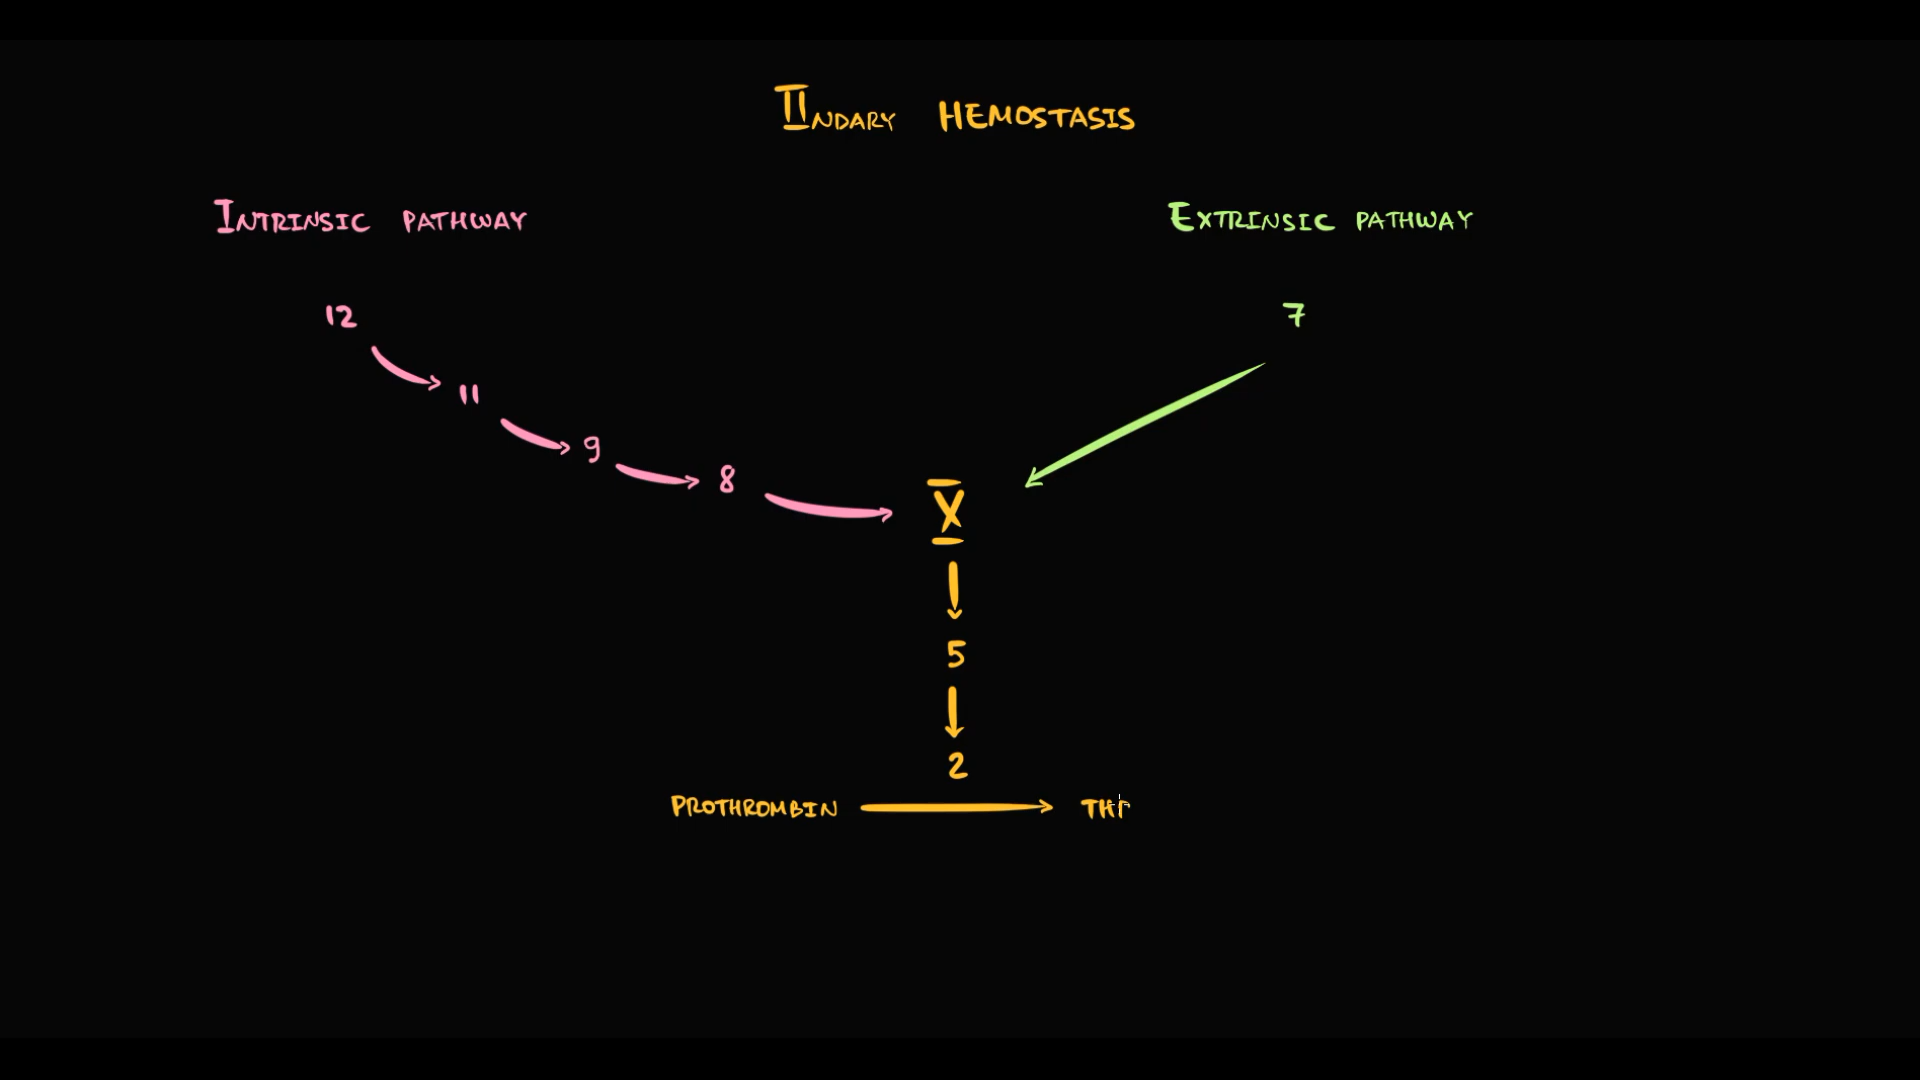 IINDARY HEMOSTASIS
INTRINSIC PATHWAY
EXTRINSIC PATHWAY
12
7
11
9
8
X
5
2
PROTHROMBIN